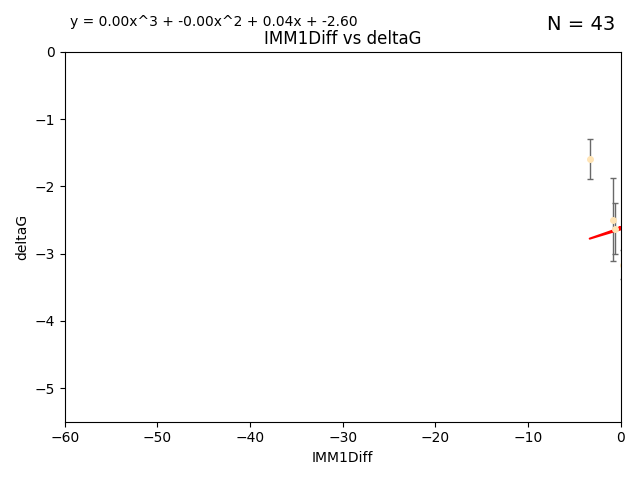 y = 0.00x^3 + -0.00x^2 + 0.04x + -2.60
N = 43
IMM1Diff vs deltaG
0
−1
−2
−3
−4
−5
deltaG
−60 −50 −40 −30 −20 −10 0
IMM1Diff